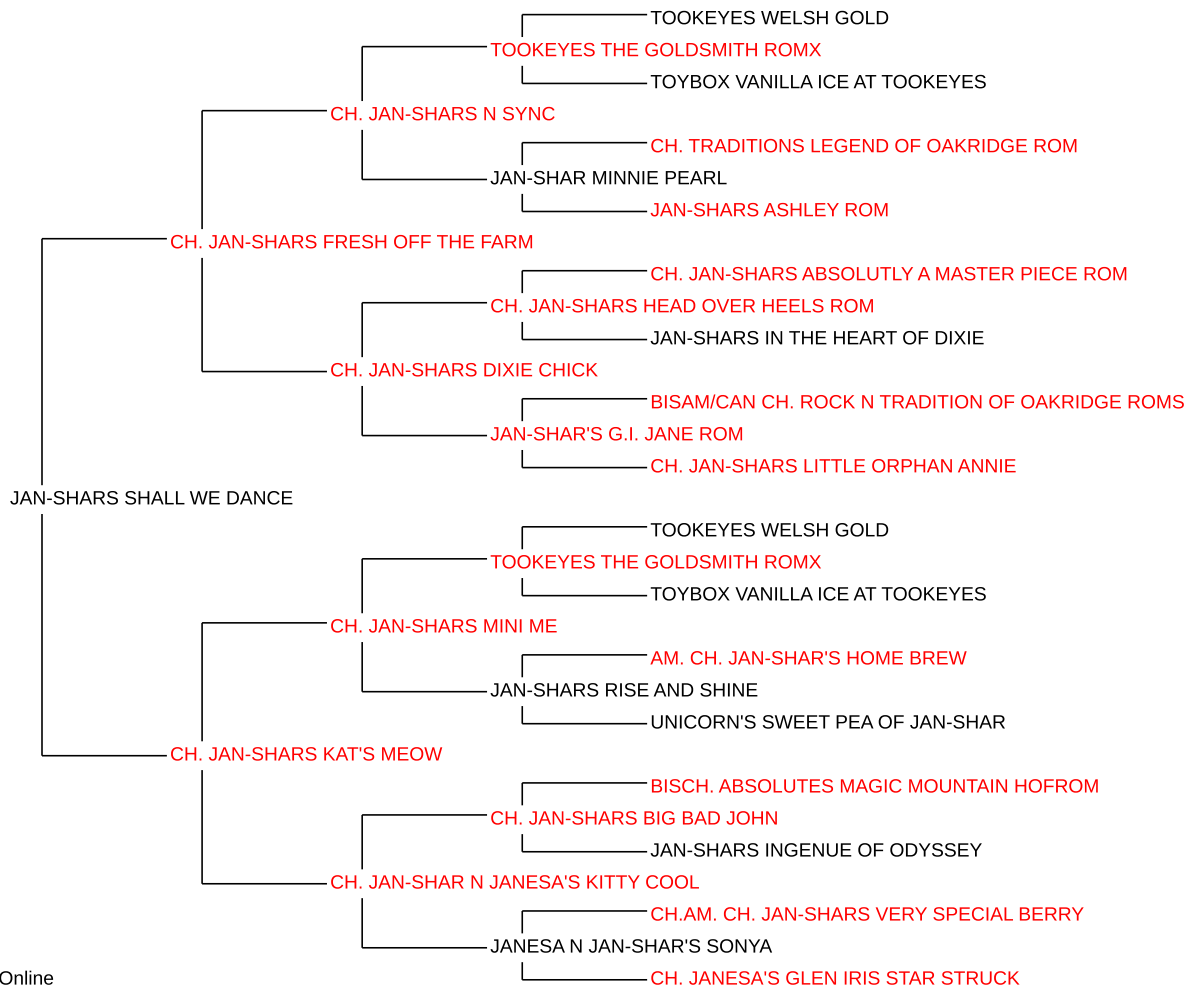 TOOKEYES WELSH GOLD
TOOKEYES THE GOLDSMITH ROMX
TOYBOX VANILLA ICE AT TOOKEYES
CH. JAN-SHARS N SYNC
CH. TRADITIONS LEGEND OF OAKRIDGE ROM
JAN-SHAR MINNIE PEARL
JAN-SHARS ASHLEY ROM
CH. JAN-SHARS FRESH OFF THE FARM
CH. JAN-SHARS ABSOLUTLY A MASTER PIECE ROM
CH. JAN-SHARS HEAD OVER HEELS ROM
JAN-SHARS IN THE HEART OF DIXIE
CH. JAN-SHARS DIXIE CHICK
BISAM/CAN CH. ROCK N TRADITION OF OAKRIDGE ROMS
JAN-SHAR'S G.I. JANE ROM
CH. JAN-SHARS LITTLE ORPHAN ANNIE
JAN-SHARS SHALL WE DANCE
TOOKEYES WELSH GOLD
TOOKEYES THE GOLDSMITH ROMX
TOYBOX VANILLA ICE AT TOOKEYES
CH. JAN-SHARS MINI ME
AM. CH. JAN-SHAR'S HOME BREW
JAN-SHARS RISE AND SHINE
UNICORN'S SWEET PEA OF JAN-SHAR
CH. JAN-SHARS KAT'S MEOW
BISCH. ABSOLUTES MAGIC MOUNTAIN HOFROM
CH. JAN-SHARS BIG BAD JOHN
JAN-SHARS INGENUE OF ODYSSEY
CH. JAN-SHAR N JANESA'S KITTY COOL
CH.AM. CH. JAN-SHARS VERY SPECIAL BERRY
JANESA N JAN-SHAR'S SONYA
CH. JANESA'S GLEN IRIS STAR STRUCK
Online